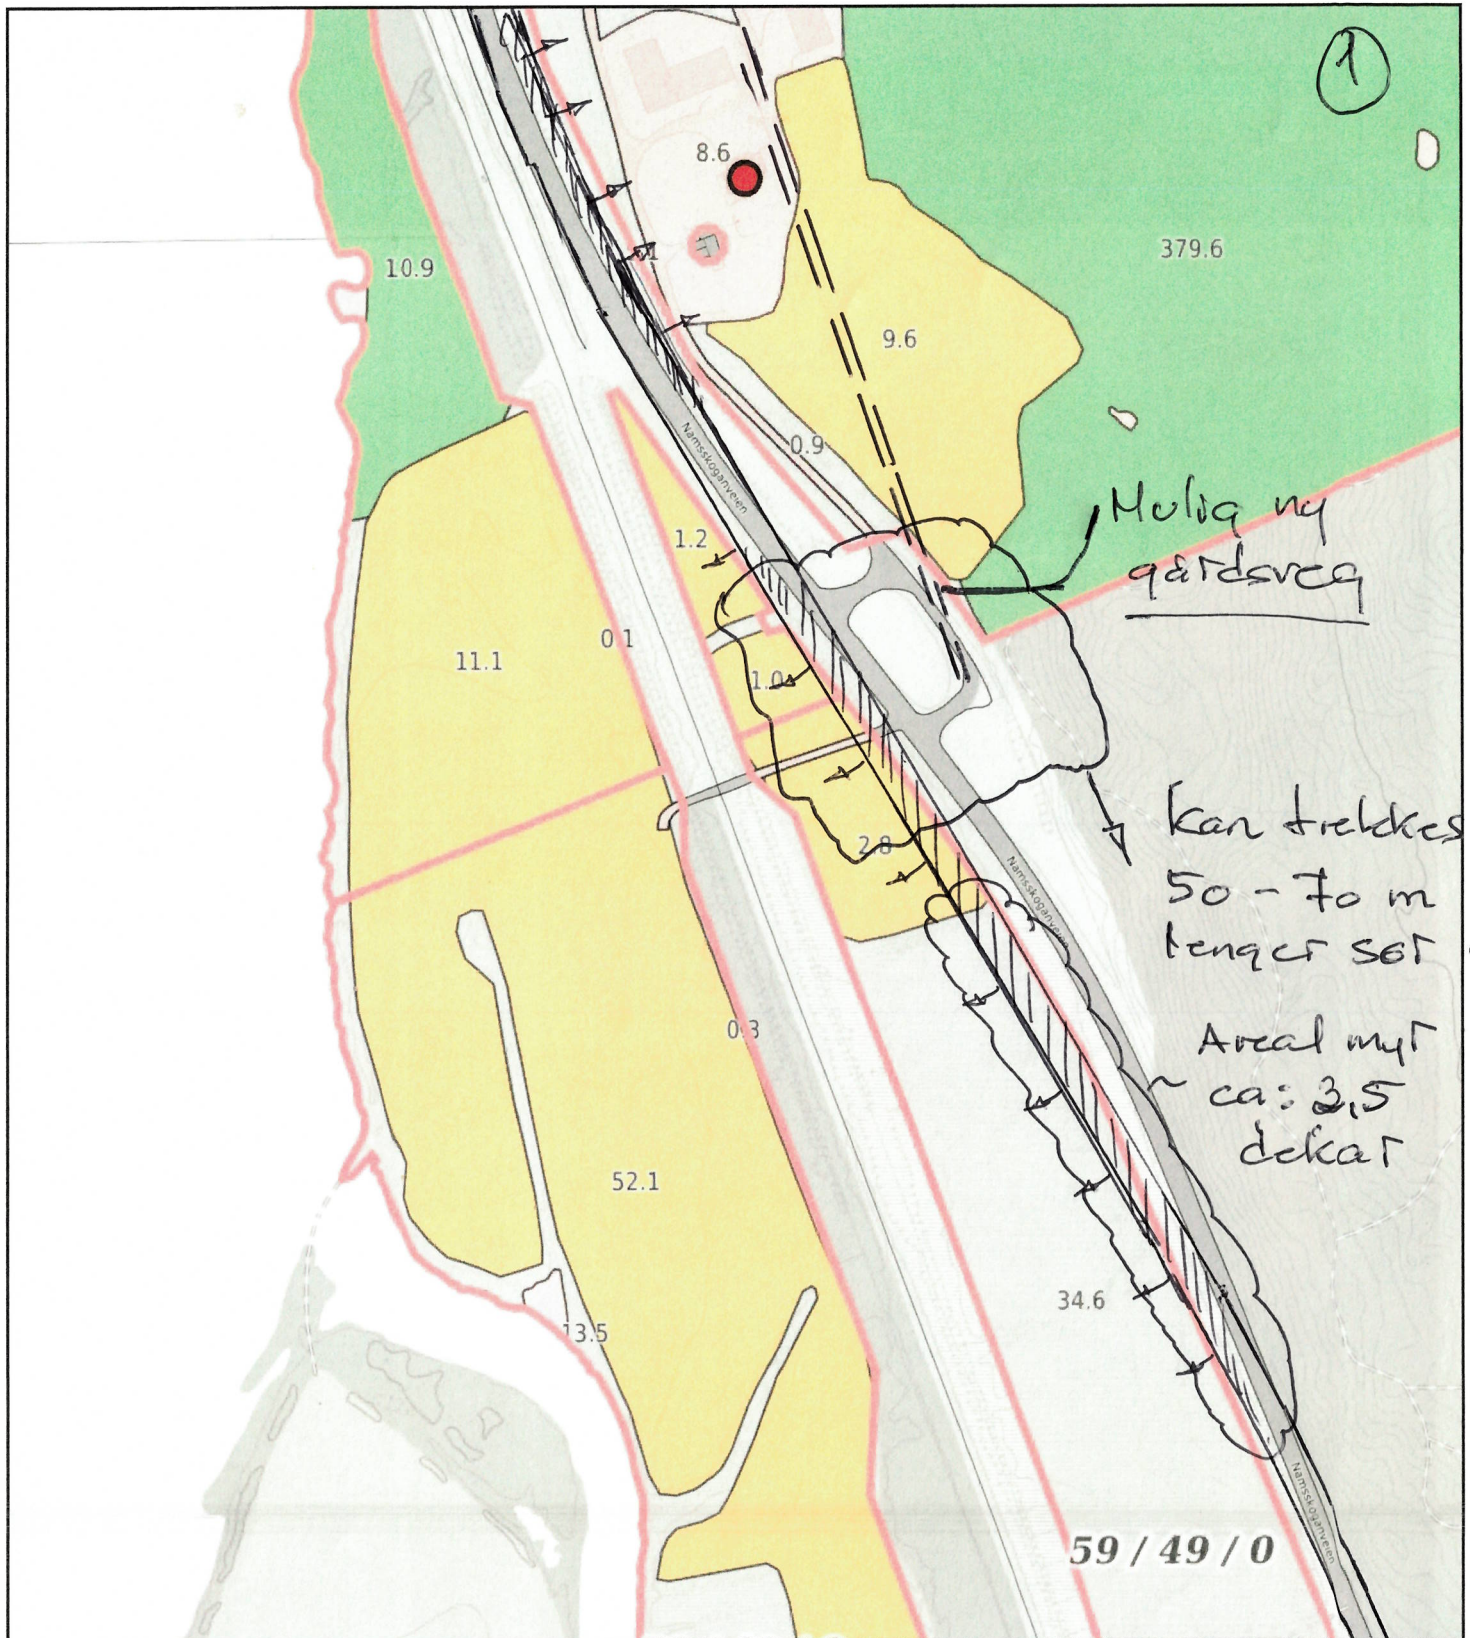 1
8.6
10.9
379.6
9.6
Namsskoganveien
0.9
Mulig ny
gårdsveg
1.2
0.1
11.1
1.0
kan trekkes
50 - 70 m
lenger sør
2.8
Namsskoganveien
0.3
Areal myr
~ ca: 3,5
dekar
52.1
34.6
13.5
Namsskoganveien
59 / 49 / 0